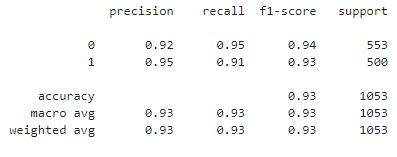 precision recall f1-score support
0 0.92 0.95 0.94 553
1 0.95 0.91 0.93 500
accuracy 0.93 1053
macro avg 0.93 0.93 0.93 1053
weighted avg 0.93 0.93 0.93 1053